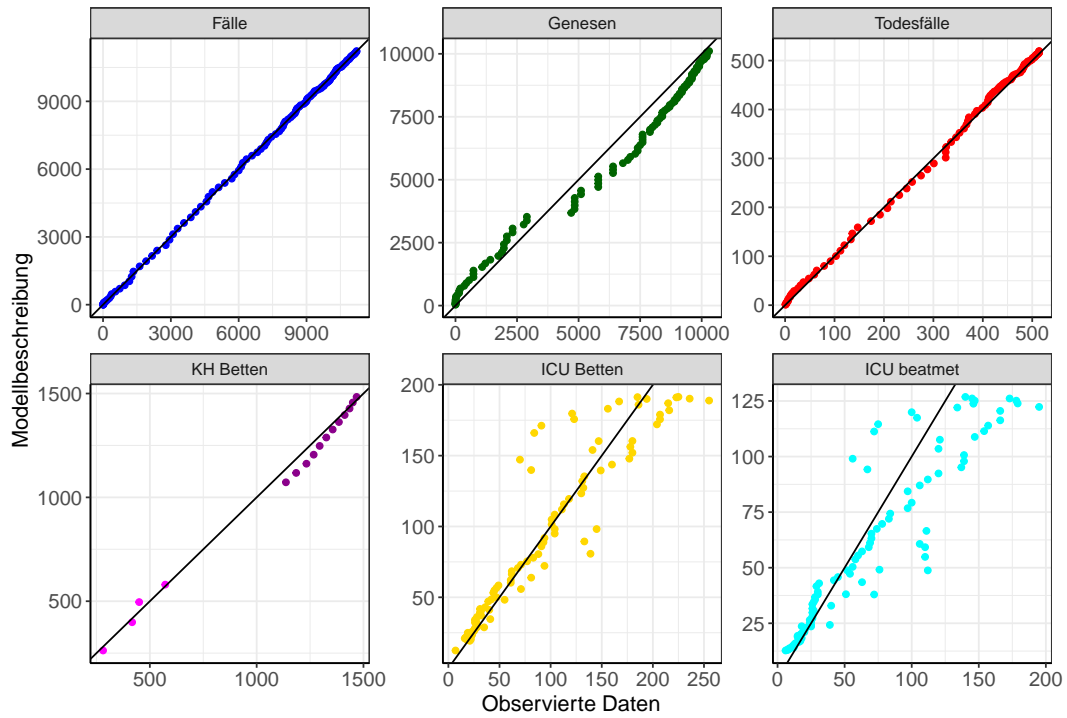 Fälle
Genesen
Todesfälle
9000
6000
3000
0
10000
7500
5000
2500
0
500
400
300
200
100
0
0 3000 6000 9000
0 2500 5000 7500 10000
0 100 200 300 400 500
KH Betten
ICU Betten
ICU beatmet
1500
1000
500
200
150
100
50
125
100
75
50
25
500 1000 1500
0 50 100 150 200 250
0 50 100 150 200
Modellbeschreibung
Observierte Daten